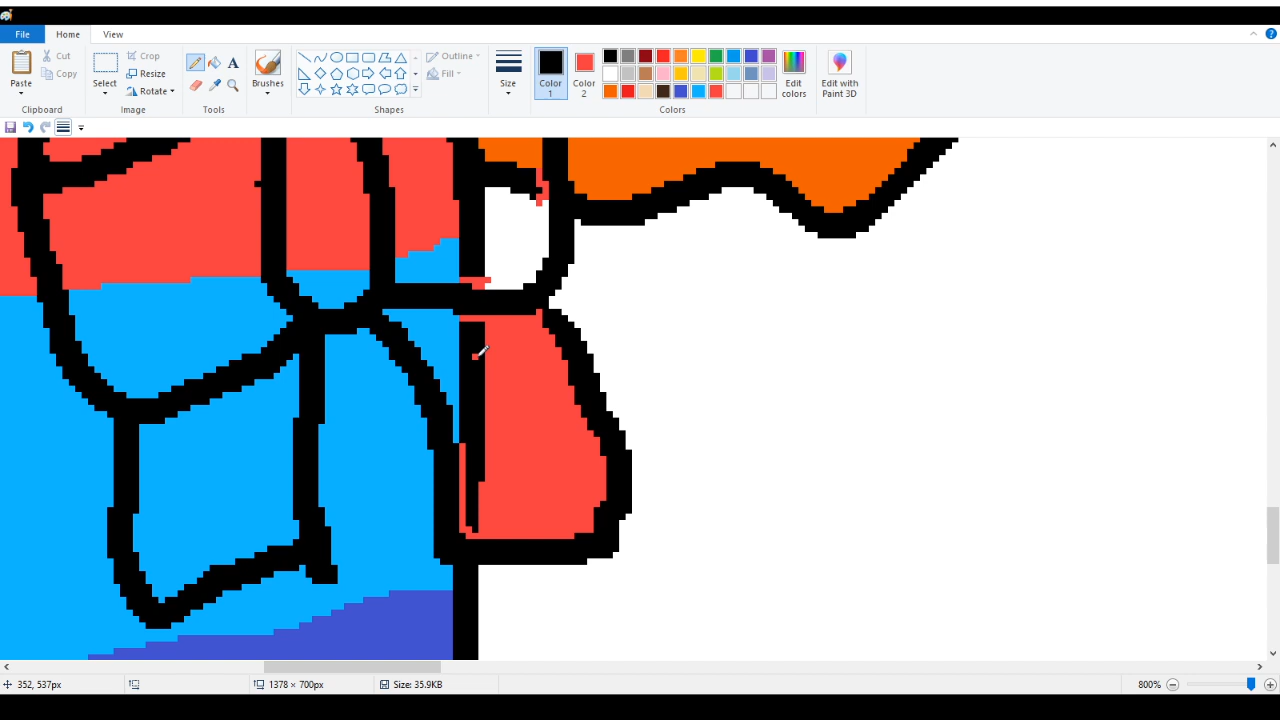 File Home View
Paste
Cut
Copy
Clipboard
Select
Crop
Resize
Rotate
Image
A
Tools
Brushes
Shapes
Outline
Fill
Size
Color 1
Color 2
Edit colors
Colors
Edit with Paint 3D
352, 537px
1378 × 700px
Size: 35.9KB
800%